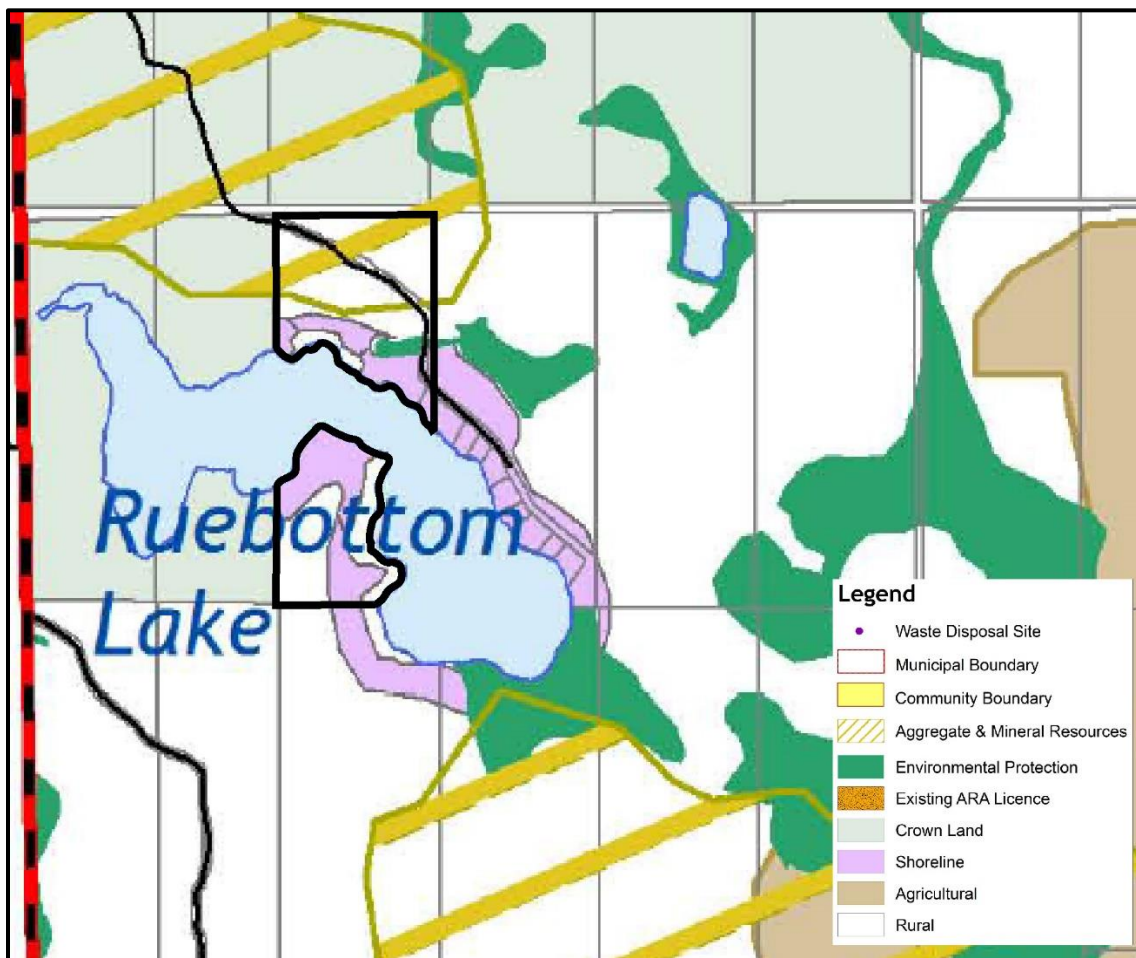 Ruebottom
Lake
Legend
Waste Disposal Site
Municipal Boundary
Community Boundary
Aggregate & Mineral Resources
Environmental Protection
Existing ARA Licence
Crown Land
Shoreline
Agricultural
Rural